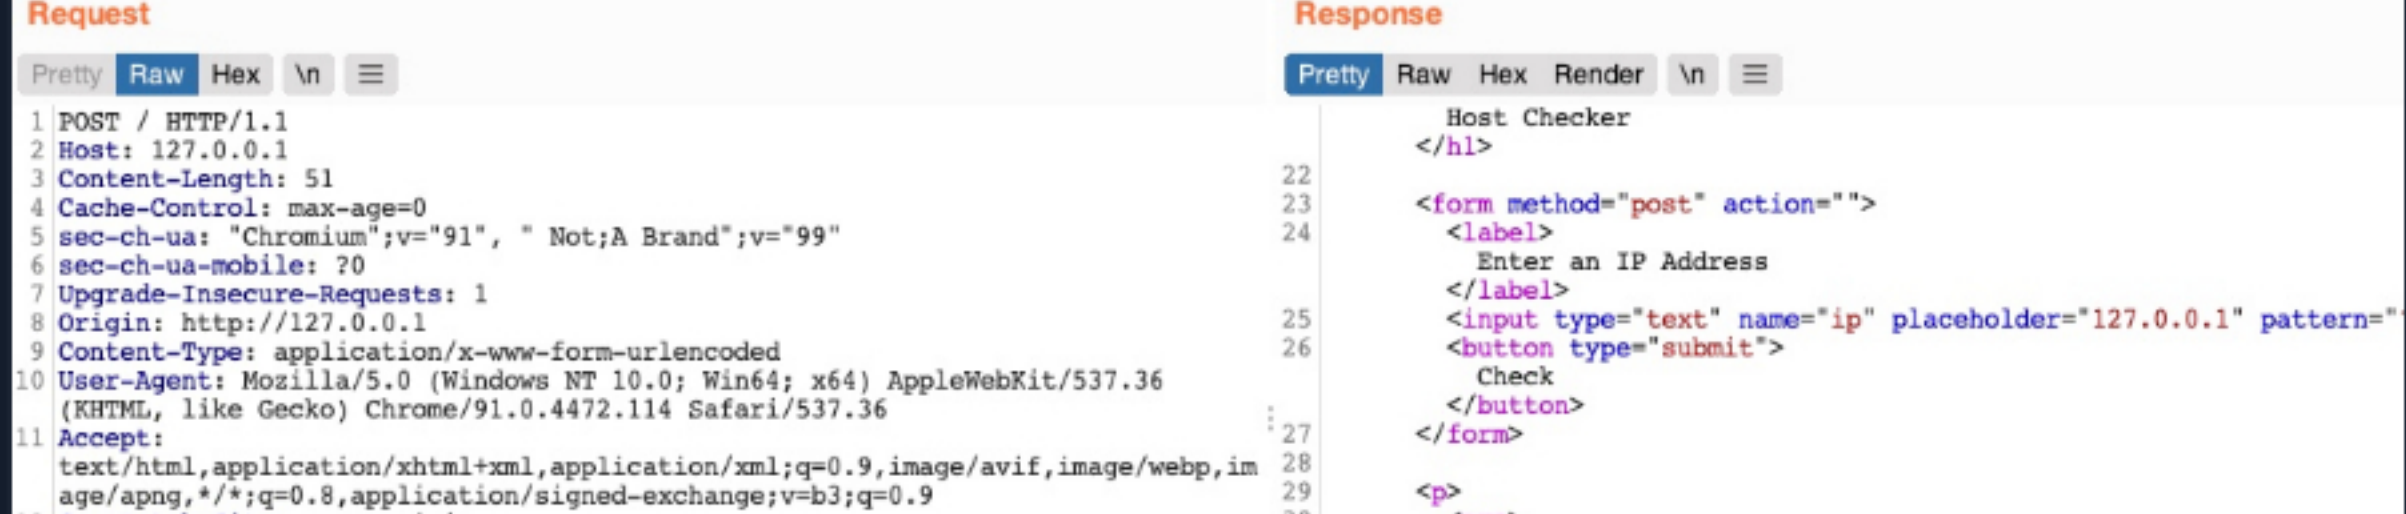 Request
Pretty Raw Hex \n ≡
1 POST / HTTP/1.1
2 Host: 127.0.0.1
3 Content-Length: 51
4 Cache-Control: max-age=0
5 sec-ch-ua: "Chromium";v="91", " Not;A Brand";v="99"
6 sec-ch-ua-mobile: ?0
7 Upgrade-Insecure-Requests: 1
8 Origin: http://127.0.0.1
9 Content-Type: application/x-www-form-urlencoded
10 User-Agent: Mozilla/5.0 (Windows NT 10.0; Win64; x64) AppleWebKit/537.36
(KHTML, like Gecko) Chrome/91.0.4472.114 Safari/537.36
11 Accept:
text/html,application/xhtml+xml,application/xml;q=0.9,image/avif,image/webp,im
age/apng,*/*;q=0.8,application/signed-exchange;v=b3;q=0.9
Response
Pretty Raw Hex Render \n ≡
Host Checker
</h1>
22
23 <form method="post" action="">
24 <label>
Enter an IP Address
</label>
25 <input type="text" name="ip" placeholder="127.0.0.1" pattern="
26 <button type="submit">
Check
</button>
27 </form>
28
29 <p>